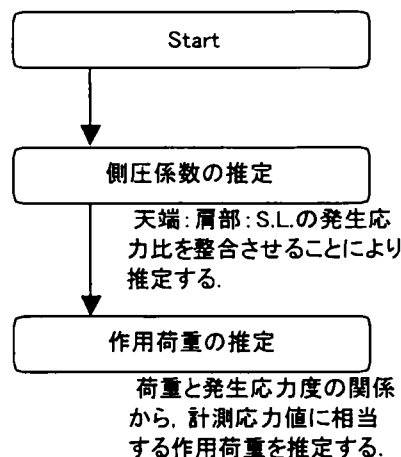 Start
側圧係数の推定
天端：肩部：S.L.の発生応
力比を整合させることにより
推定する．
作用荷重の推定
荷重と発生応力度の関係
から，計測応力値に相当
する作用荷重を推定する．